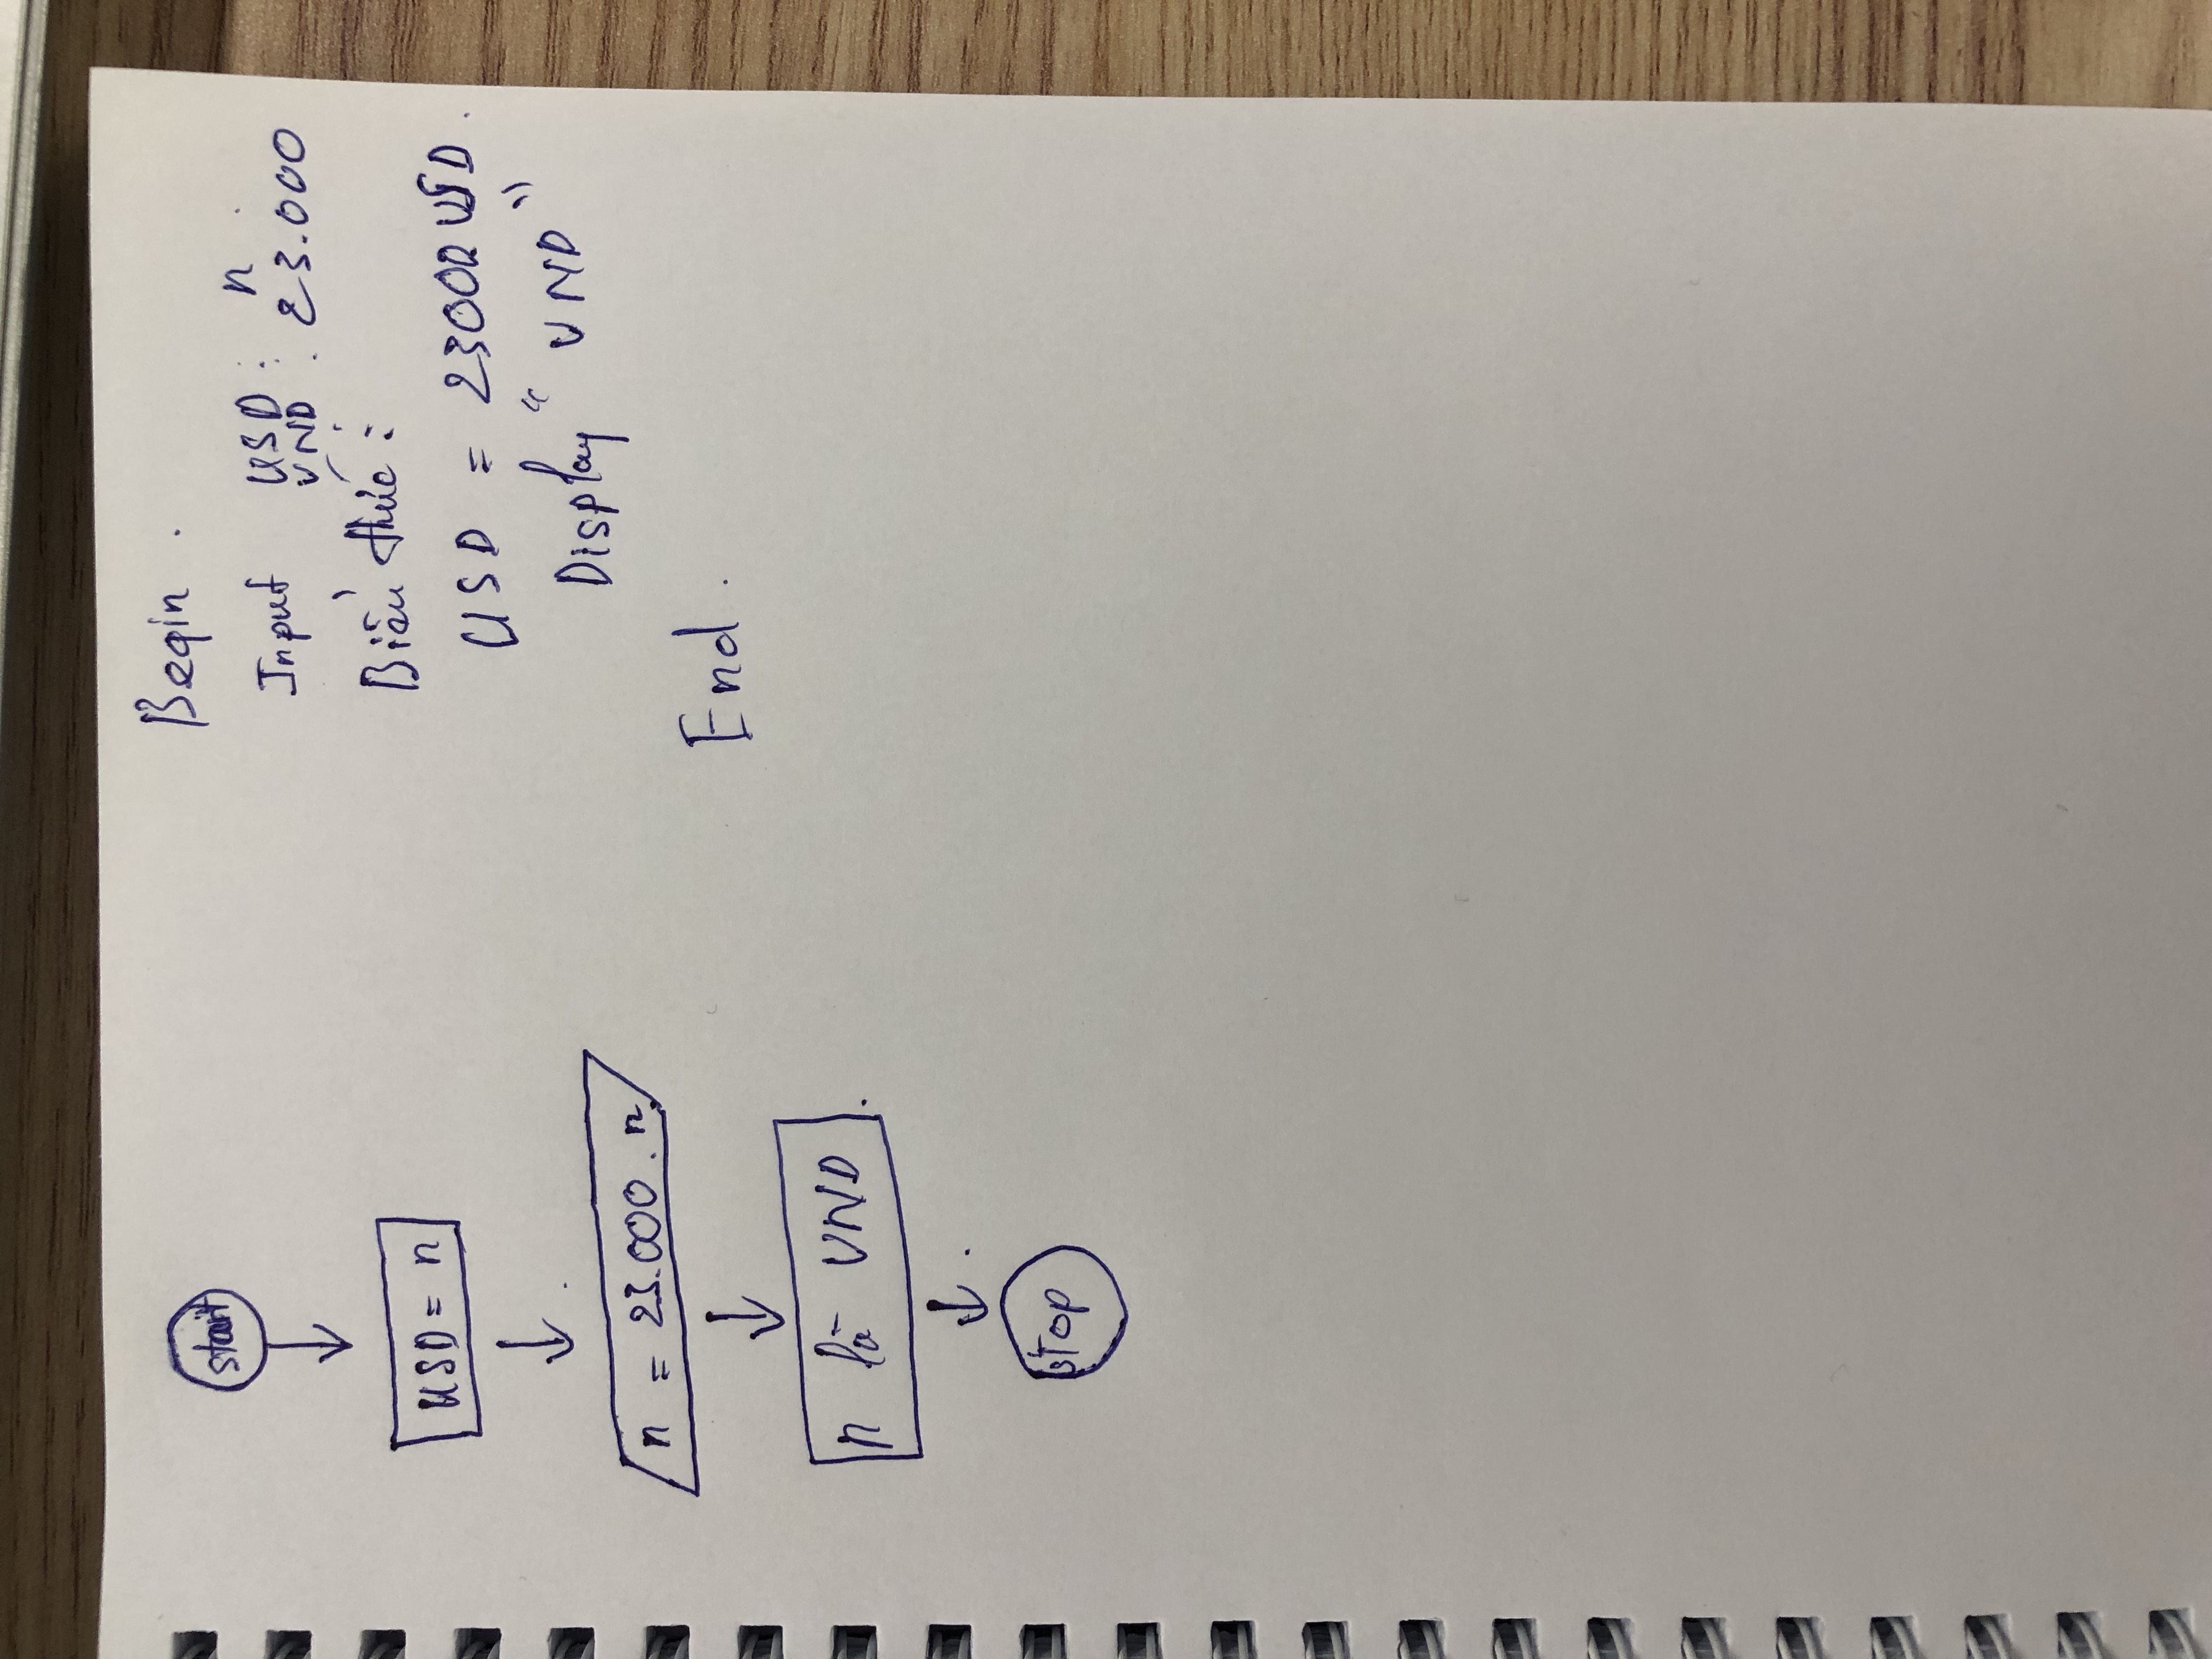 start
USD = n
n = 23.000 . n
n là VND
stop
Begin .
Input USD : n
VND : 23.000
Biểu thức :
USD = 23000 USD .
Display " VND "
End .